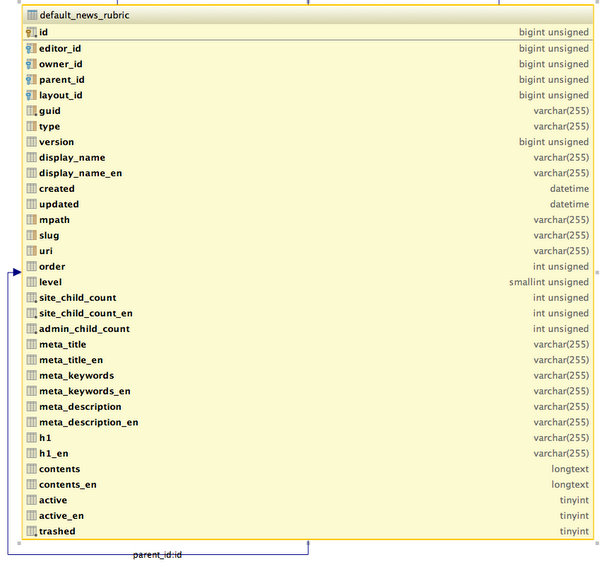 default_news_rubric
id bigint unsigned
editor_id bigint unsigned
owner_id bigint unsigned
parent_id bigint unsigned
layout_id bigint unsigned
guid varchar(255)
type varchar(255)
version bigint unsigned
display_name varchar(255)
display_name_en varchar(255)
created datetime
updated datetime
mpath varchar(255)
slug varchar(255)
uri varchar(255)
order int unsigned
level smallint unsigned
site_child_count int unsigned
site_child_count_en int unsigned
admin_child_count int unsigned
meta_title varchar(255)
meta_title_en varchar(255)
meta_keywords varchar(255)
meta_keywords_en varchar(255)
meta_description varchar(255)
meta_description_en varchar(255)
h1 varchar(255)
h1_en varchar(255)
contents longtext
contents_en longtext
active tinyint
active_en tinyint
trashed tinyint
parent_id:id